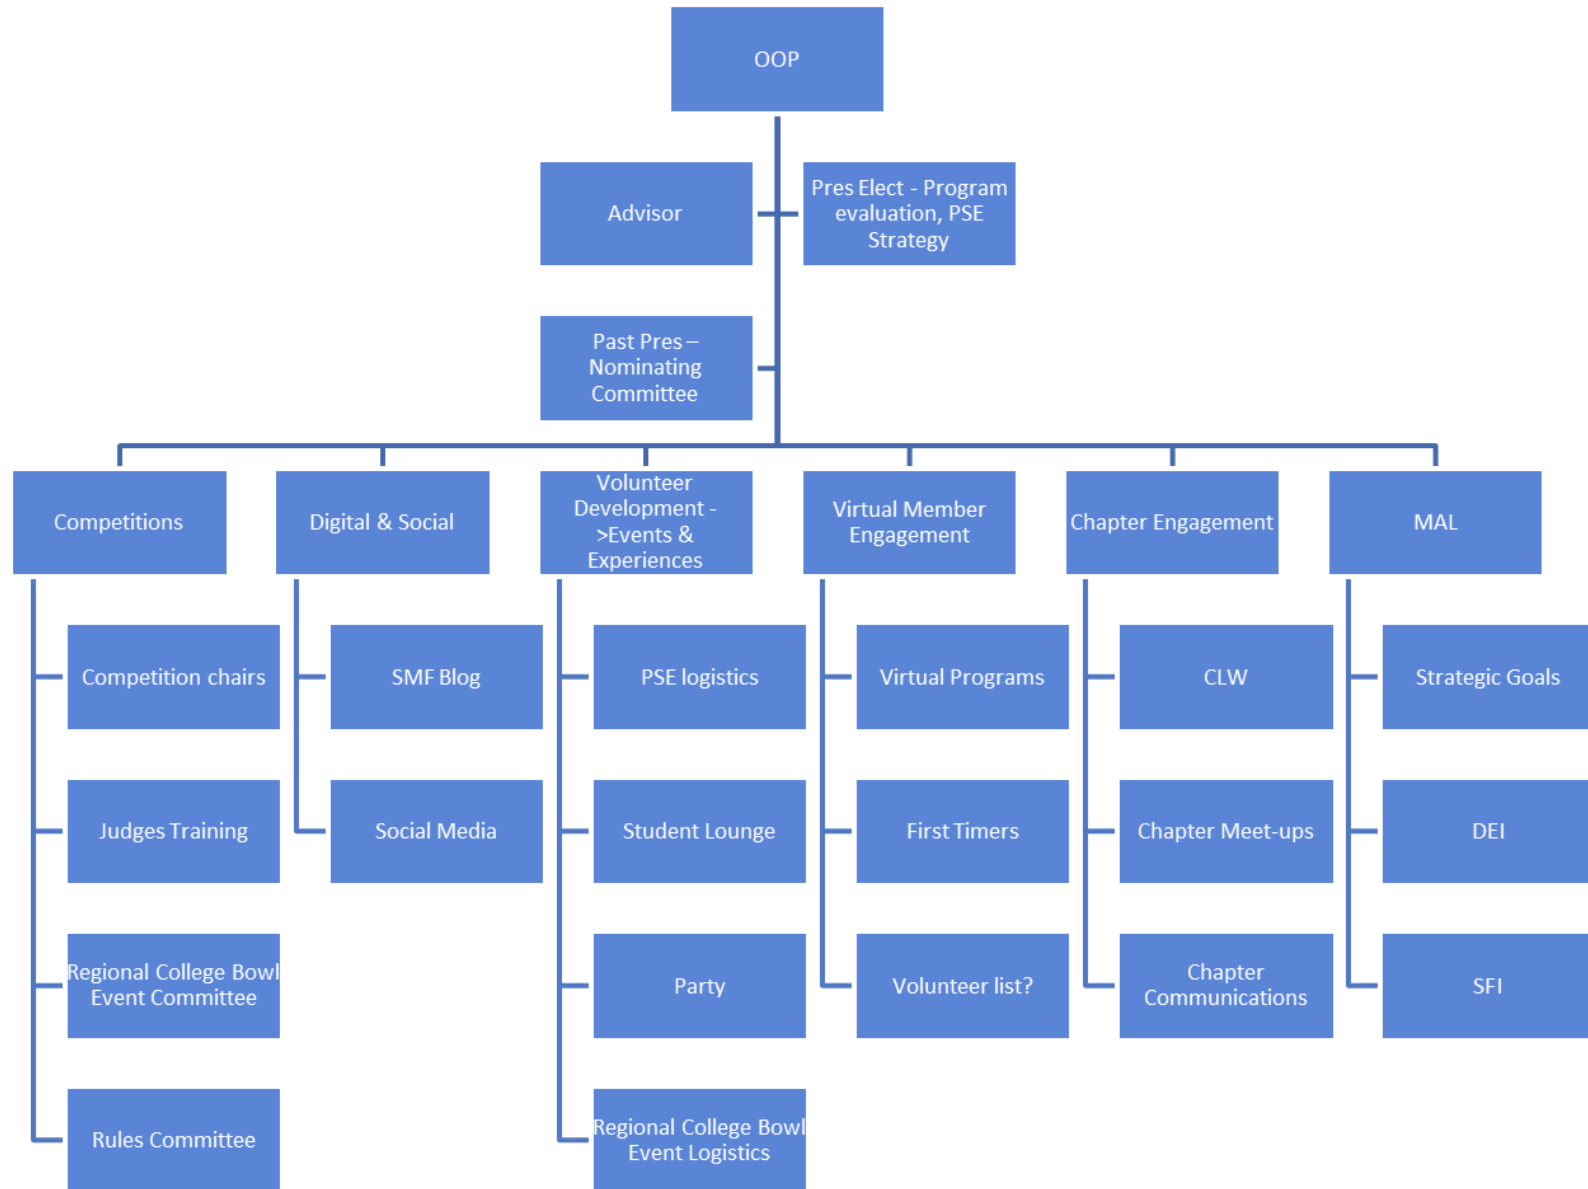 OOP
Advisor
Pres Elect - Program
evaluation, PSE
Strategy
Past Pres –
Nominating
Committee
Competitions
Digital & Social
Volunteer
Development -
>Events &
Experiences
Virtual Member
Engagement
Chapter Engagement
MAL
Competition chairs
SMF Blog
PSE logistics
Virtual Programs
CLW
Strategic Goals
Judges Training
Social Media
Student Lounge
First Timers
Chapter Meet-ups
DEI
Regional College Bowl
Event Committee
Party
Volunteer list?
Chapter
Communications
SFI
Rules Committee
Regional College Bowl
Event Logistics